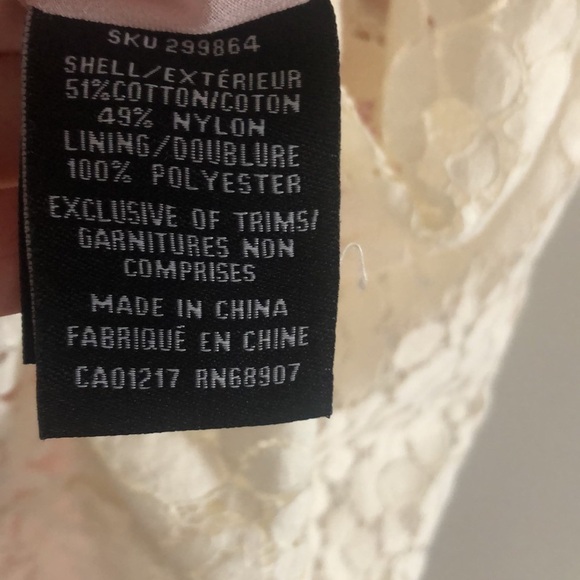 SKU 299864
SHELL/EXTÉRIEUR
51%COTTON/COTON
49% NYLON
LINING/DOUBLURE
100% POLYESTER
EXCLUSIVE OF TRIMS/
GARNITURES NON
COMPRISES
MADE IN CHINA
FABRIQUÉ EN CHINE
CA01217 RN68907